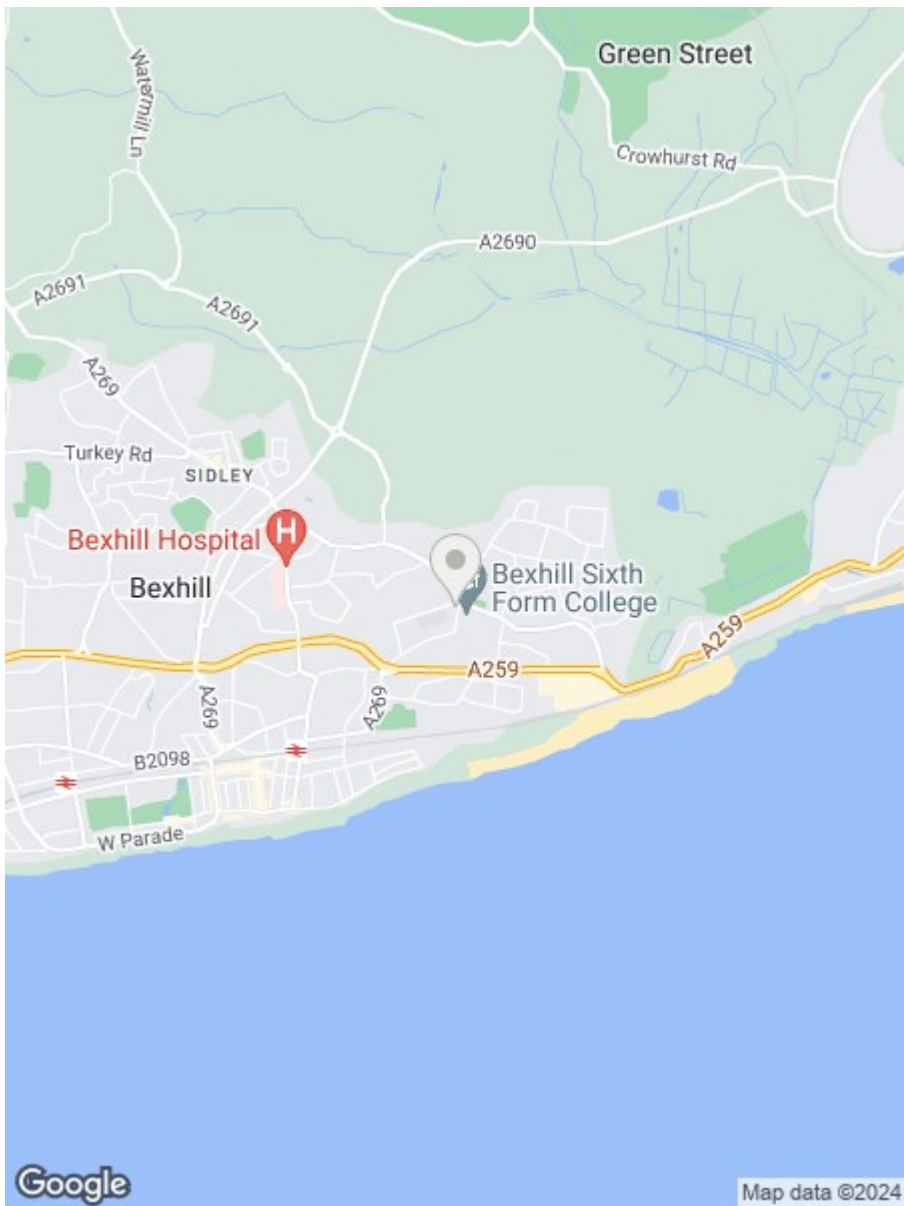 Green Street
Watermill Ln
Crowhurst Rd
A2690
A2691
A2691
A269
Turkey Rd
SIDLEY
Bexhill Hospital
H
Bexhill
Bexhill Sixth
Form College
A259
A259
A269
A269
B2098
W Parade
Google
Map data ©2024